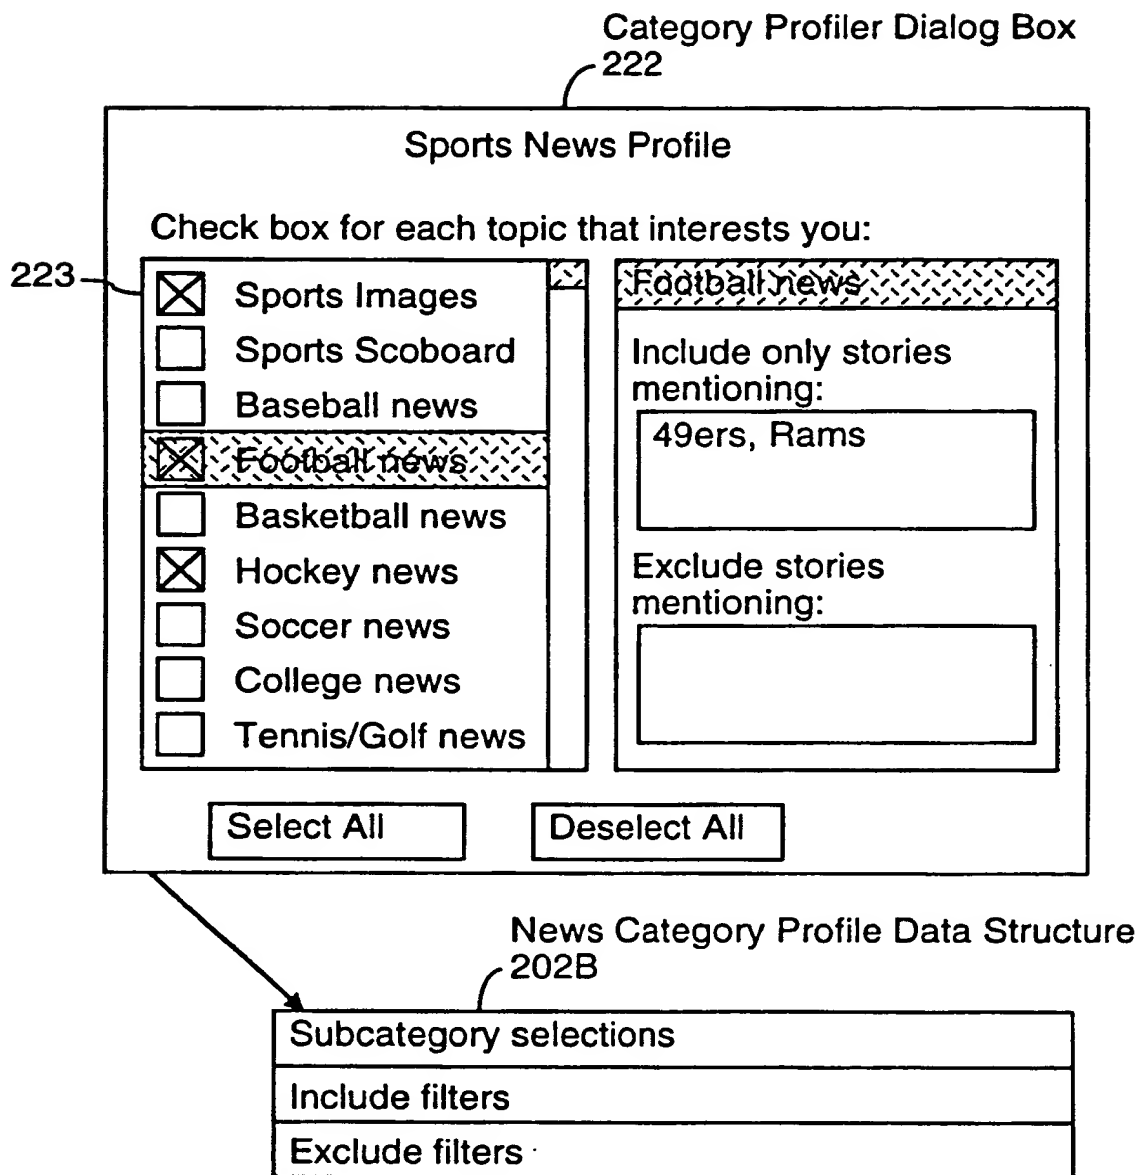 Category Profiler Dialog Box
222
Sports News Profile
Check box for each topic that interests you:
223
Sports Images
Sports Scoboard
Baseball news
Football news
Basketball news
Hockey news
Soccer news
College news
Tennis/Golf news
Football news
Include only stories
mentioning:
49ers, Rams
Exclude stories
mentioning:
Select All
Deselect All
News Category Profile Data Structure
202B
Subcategory selections
Include filters
Exclude filters